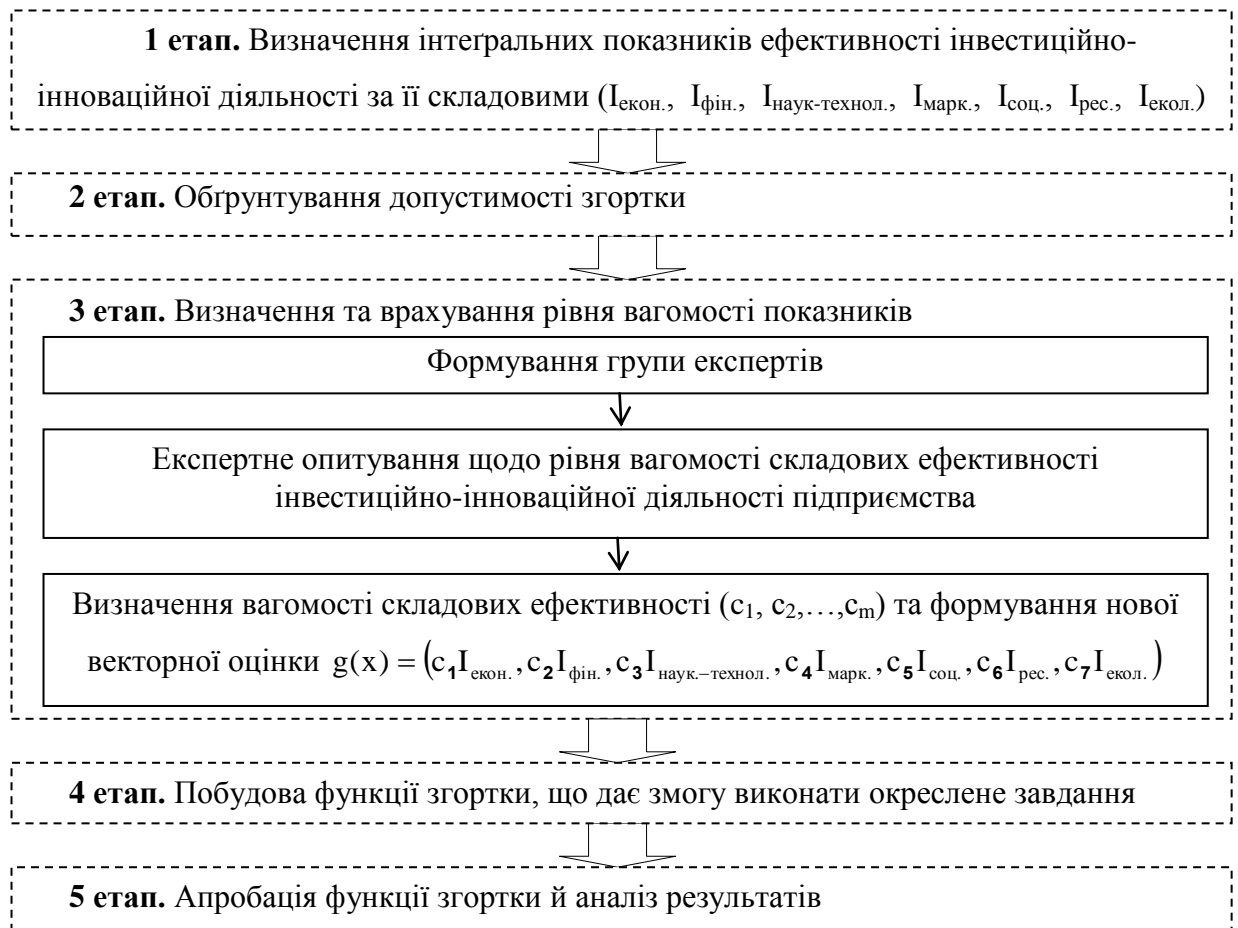 1 етап. Визначення інтеґральних показників ефективності інвестиційно-
інноваційної діяльності за її складовими (Iекон., Iфін., Iнаук-технол., Iмарк., Iсоц., Iрес., Iекол.)
2 етап. Обґрунтування допустимості згортки
3 етап. Визначення та врахування рівня вагомості показників
Формування групи експертів
Експертне опитування щодо рівня вагомості складових ефективності
інвестиційно-інноваційної діяльності підприємства
Визначення вагомості складових ефективності (c1, c2,…,cm) та формування нової
векторної оцінки g(x) = (c1Iекон., c2Iфін., c3Iнаук.–технол., c4Iмарк., c5Iсоц., c6Iрес., c7Iекол.)
4 етап. Побудова функції згортки, що дає змогу виконати окреслене завдання
5 етап. Апробація функції згортки й аналіз результатів